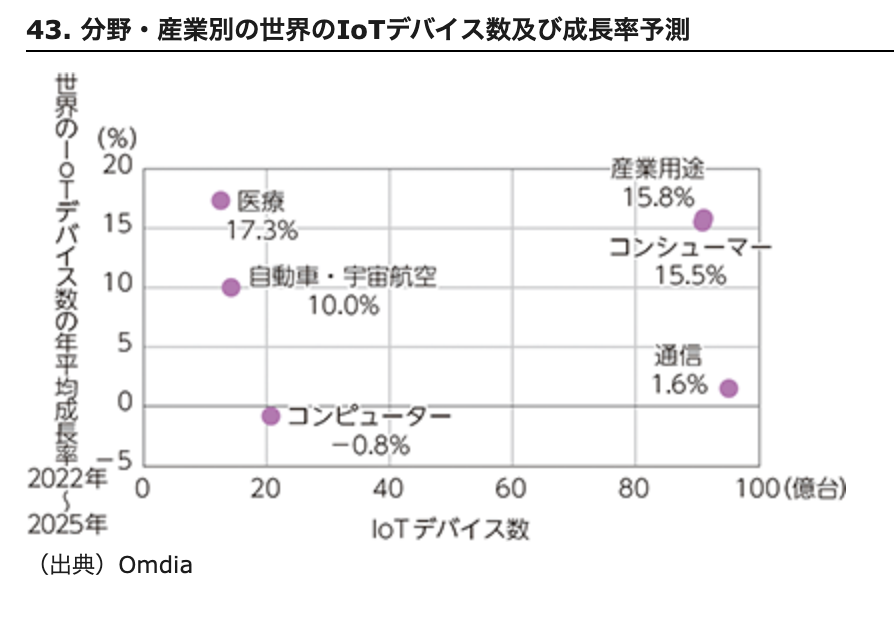 43. 分野・産業別の世界のIoTデバイス数及び成長率予測
世界のIoTデバイス数の年平均成長率
2022年
〜
2025年
(%)
20
15
10
5
0
−5
医療
17.3%
自動車・宇宙航空
10.0%
コンピューター
−0.8%
産業用途
15.8%
コンシューマー
15.5%
通信
1.6%
0 20 40 60 80 100 (億台)
IoTデバイス数
（出典）Omdia